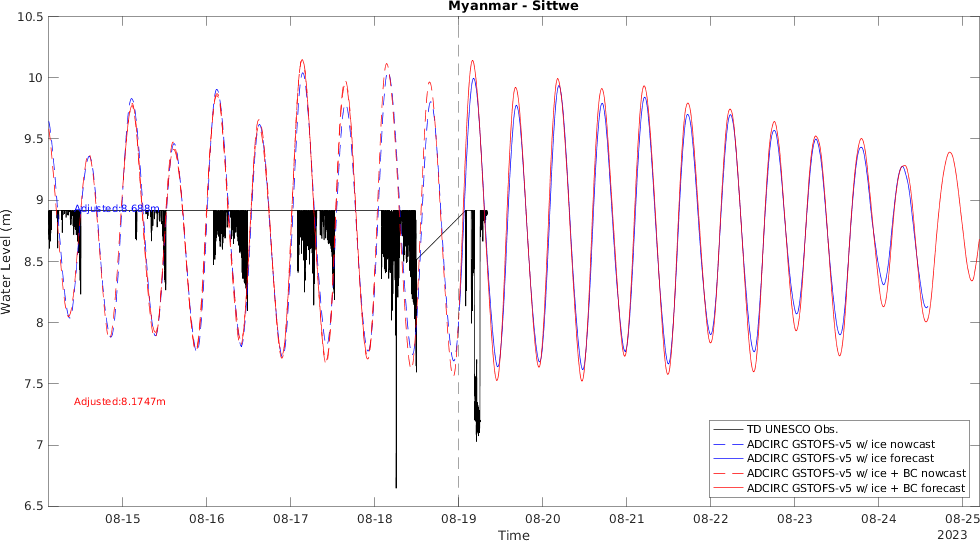 Myanmar - Sittwe
10.5
10
9.5
9
8.5
8
7.5
7
6.5
Water Level (m)
Adjusted:8.688m
Adjusted:8.1747m
TD UNESCO Obs.
ADCIRC GSTOFS-v5 w/ ice nowcast
ADCIRC GSTOFS-v5 w/ ice forecast
ADCIRC GSTOFS-v5 w/ ice + BC nowcast
ADCIRC GSTOFS-v5 w/ ice + BC forecast
08-15 08-16 08-17 08-18 08-19 08-20 08-21 08-22 08-23 08-24 08-25
Time
2023